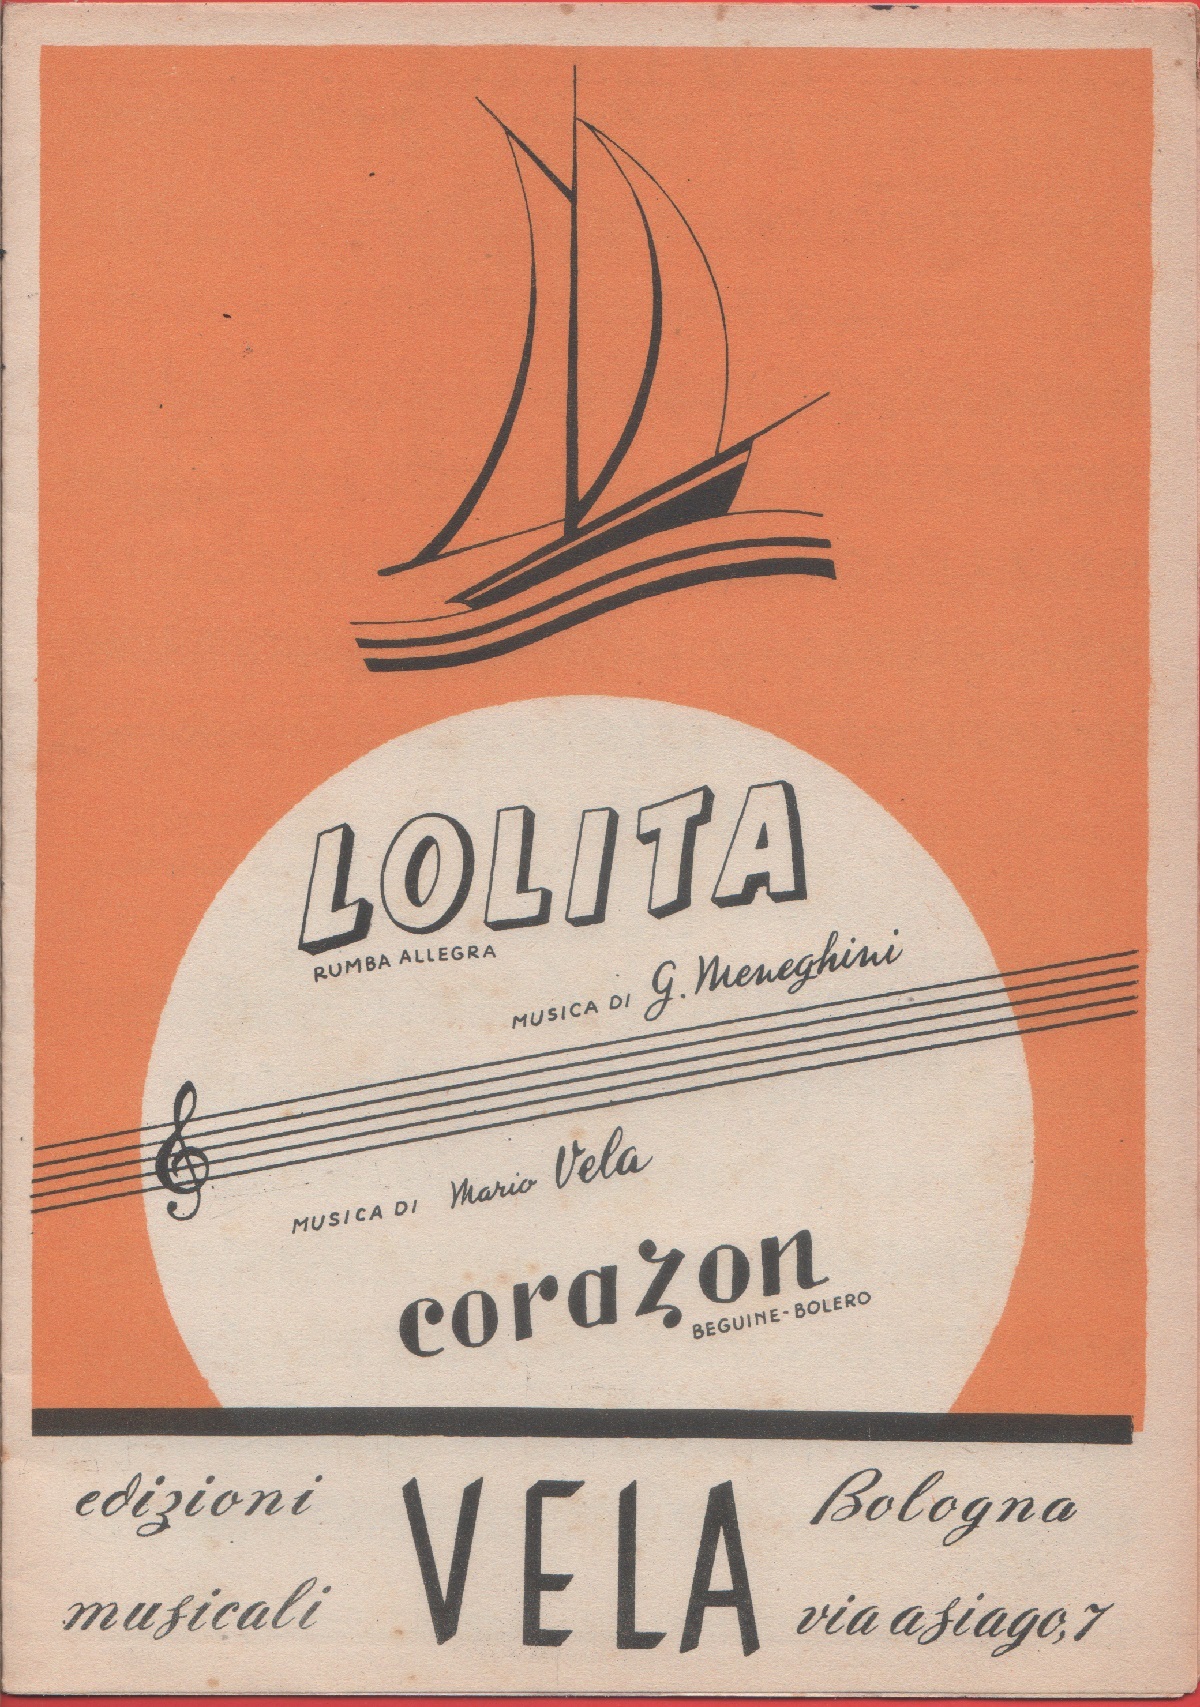 LOLITA
RUMBA ALLEGRA
MUSICA DI G. Meneghini
MUSICA DI Mario Vela
corazon
BEGUINE-BOLERO
edizioni
musicali
VELA
Bologna
via asiago, 7